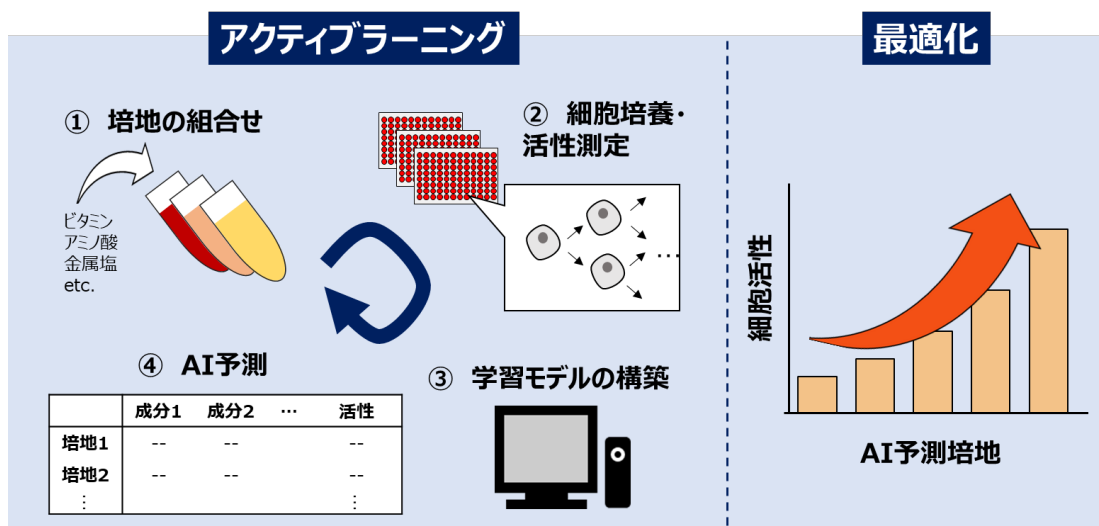 アクティブラーニング
最適化
① 培地の組合せ
ビタミン
アミノ酸
金属塩
etc.
② 細胞培養・
活性測定
…
④ AI予測
成分1 成分2 … 活性
培地1 -- -- --
培地2 -- -- --
⋮ ⋮
③ 学習モデルの構築
細胞活性
AI予測培地